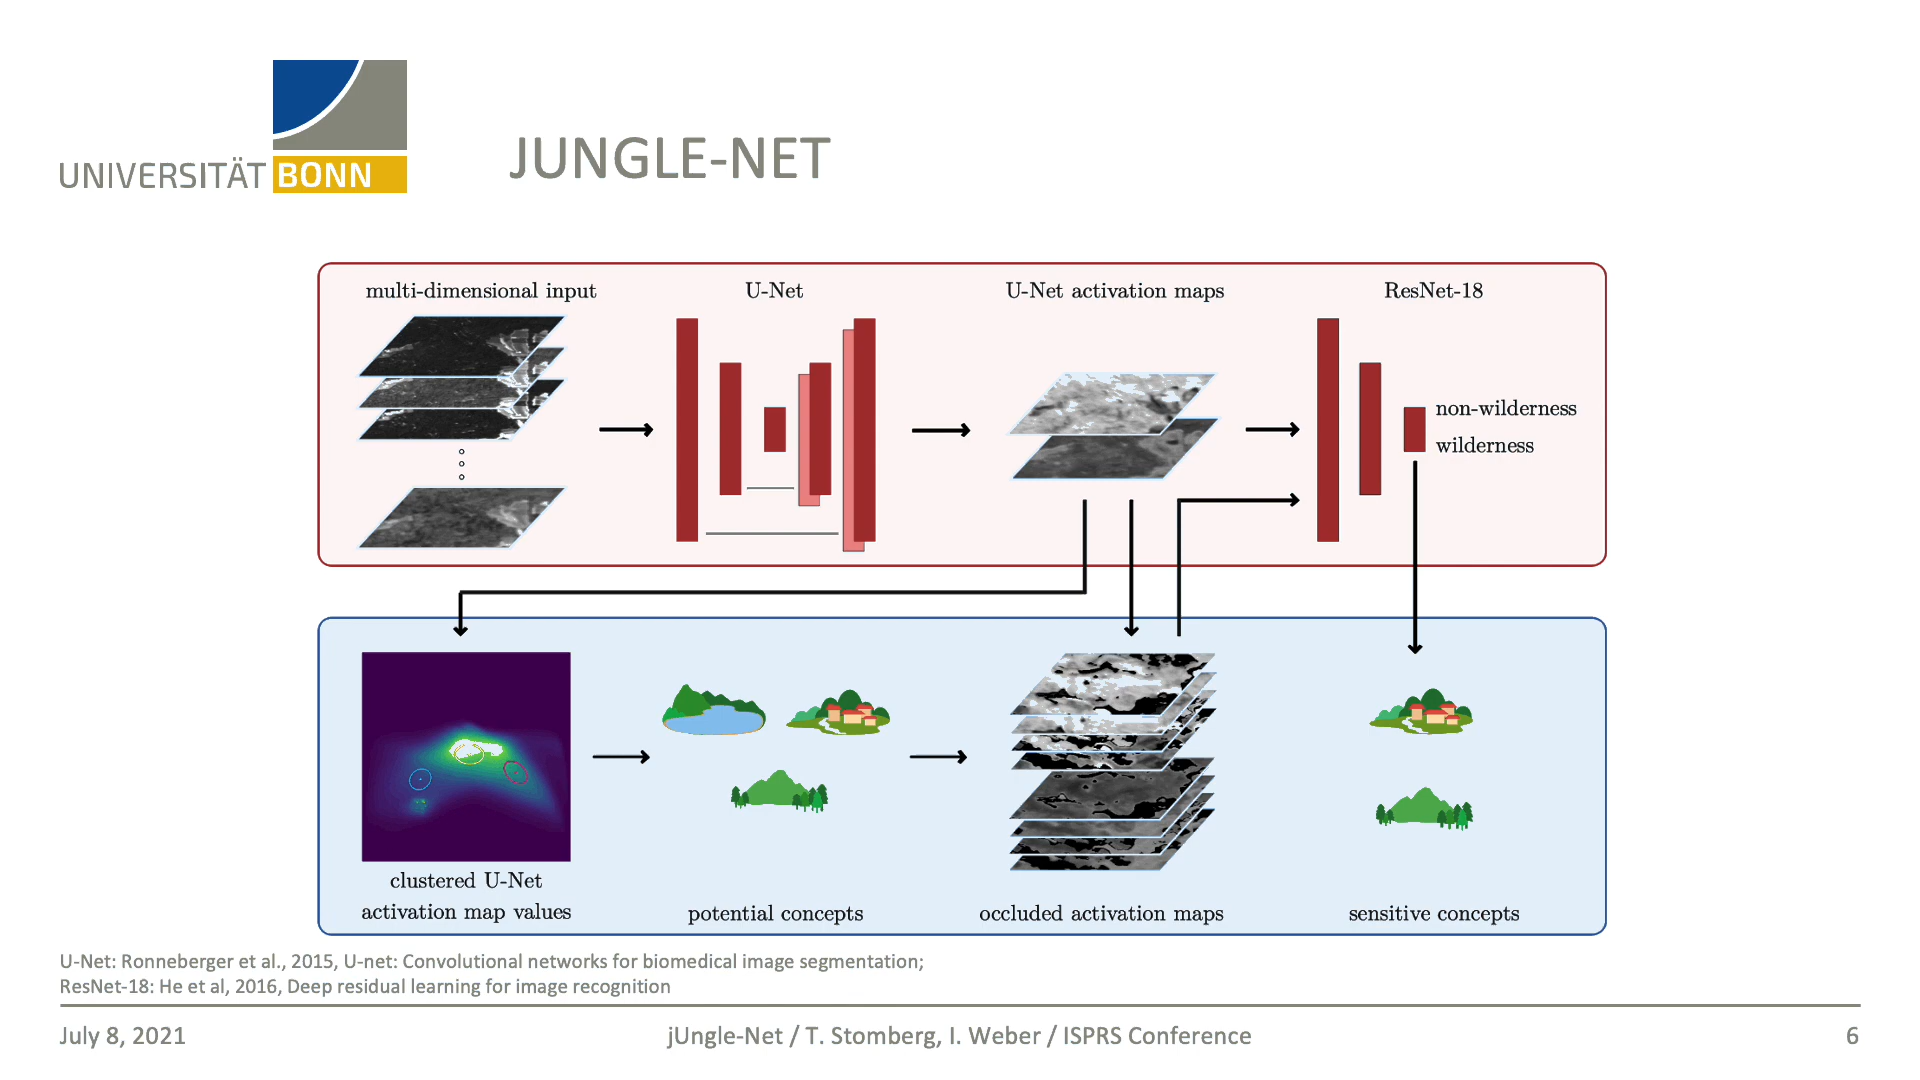 UNIVERSITÄT BONN
JUNGLE-NET
multi-dimensional input
U-Net
U-Net activation maps
ResNet-18
non-wilderness
wilderness
clustered U-Net
activation map values
potential concepts
occluded activation maps
sensitive concepts
U-Net: Ronneberger et al., 2015, U-net: Convolutional networks for biomedical image segmentation;
ResNet-18: He et al, 2016, Deep residual learning for image recognition
July 8, 2021
jUngle-Net / T. Stomberg, I. Weber / ISPRS Conference
6